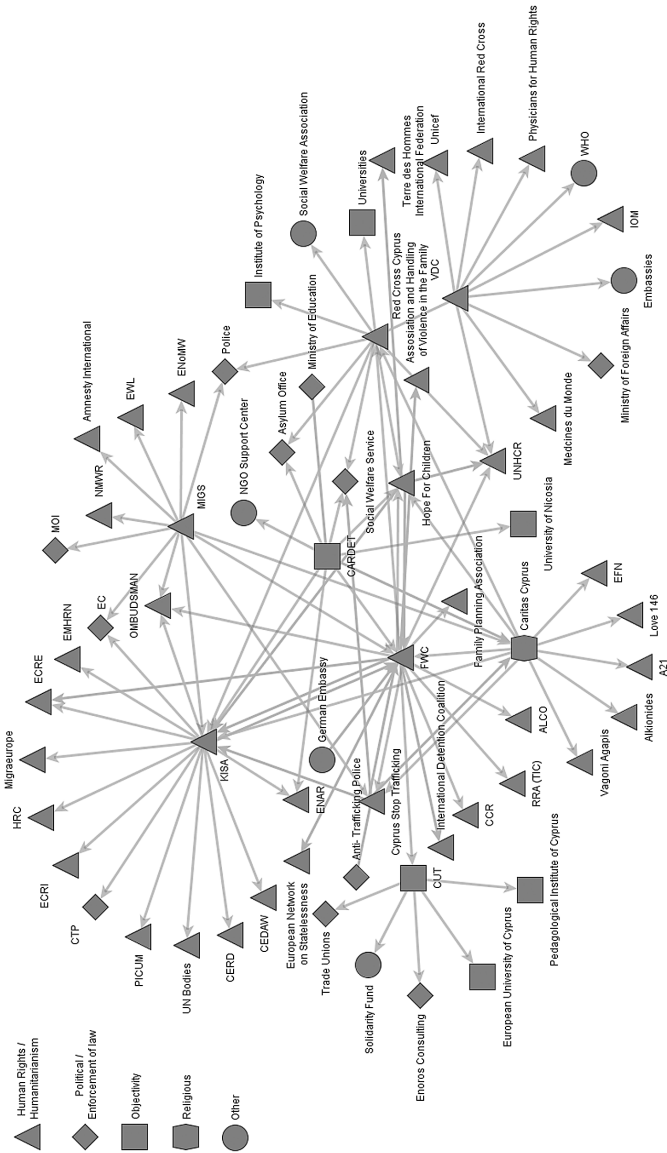 Human Rights /
Humanitarianism
Political /
Enforcement of law
Objectivity
Religious
Other
MOI
NMWR
Amnesty International
EWL
ENoMW
Police
MIGS
Institute of Psychology
Social Welfare Association
Universities
Terre des Hommes
International Federation
Unicef
International Red Cross
Physicians for Human Rights
WHO
IOM
Embassies
Ministry of Foreign Affairs
Medcines du Monde
VDC
Red Cross Cyprus
Assosiation and Handling
of Violence in the Family
Ministry of Education
Asylum Office
NGO Support Center
Social Welfare Service
Hope For Children
UNHCR
CARDET
University of Nicosia
OMBUDSMAN
EC
EMHRN
ECRE
Migraeurope
HRC
ECRI
CTP
PICUM
UN Bodies
CERD
CEDAW
KISA
German Embassy
FWC
Family Planning Association
Caritas Cyprus
EFN
Love 146
A21
Alkionides
Vagoni Agapis
ALCO
RRA (TIC)
CCR
International Detention Coalition
Cyprus Stop Trafficking
Anti- Trafficking Police
ENAR
European Network
on Statelessness
Trade Unions
CUT
Solidarity Fund
Enoros Consulting
European University of Cyprus
Pedagological Institute of Cyprus